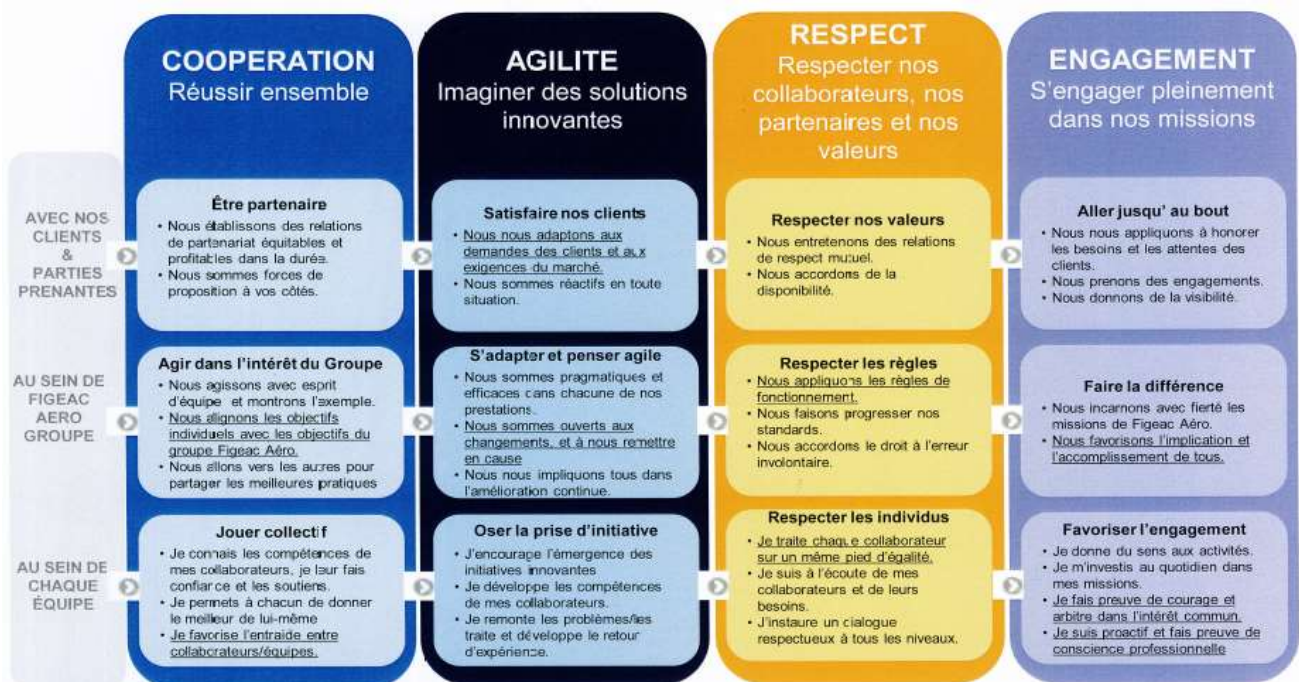 COOPERATION
Réussir ensemble
AGILITE
Imaginer des solutions
innovantes
RESPECT
Respecter nos
collaborateurs, nos
partenaires et nos
valeurs
ENGAGEMENT
S'engager pleinement
dans nos missions
AVEC NOS
CLIENTS
&
PARTIES
PRENANTES
Être partenaire
• Nous établissons des relations
de partenariat équitables et
profitables dans la durée.
• Nous sommes forces de
proposition à vos côtés.
Satisfaire nos clients
• Nous nous adaptons aux
demandes des clients et aux
exigences du marché.
• Nous sommes réactifs en toute
situation.
Respecter nos valeurs
• Nous entretenons des relations
de respect mutuel.
• Nous accordons de la
disponibilité.
Aller jusqu' au bout
• Nous nous appliquons à honorer
les besoins et les attentes des
clients.
• Nous prenons des engagements.
• Nous donnons de la visibilité.
AU SEIN DE
FIGEAC
AERO
GROUPE
Agir dans l'intérêt du Groupe
• Nous agissons avec esprit
d'équipe et montrons l'exemple.
• Nous alignons les objectifs
individuels avec les objectifs du
groupe Figeac Aéro.
• Nous allons vers les autres pour
partager les meilleures pratiques
S'adapter et penser agile
• Nous sommes pragmatiques et
efficaces dans chacune de nos
prestations.
• Nous sommes ouverts aux
changements, et à nous remettre
en cause
• Nous nous impliquons tous dans
l'amélioration continue.
Respecter les règles
• Nous appliquons les règles de
fonctionnement.
• Nous faisons progresser nos
standards.
• Nous accordons le droit à l'erreur
involontaire.
Faire la différence
• Nous incarnons avec fierté les
missions de Figeac Aéro.
• Nous favorisons l'implication et
l'accomplissement de tous.
AU SEIN DE
CHAQUE
ÉQUIPE
Jouer collectif
• Je connais les compétences de
mes collaborateurs, je leur fais
confiance et les soutiens.
• Je permets à chacun de donner
le meilleur de lui-même
• Je favorise l'entraide entre
collaborateurs/équipes.
Oser la prise d'initiative
• J'encourage l'émergence des
initiatives innovantes
• Je développe les compétences
de mes collaborateurs.
• Je remonte les problèmes/les
traite et développe le retour
d'expérience.
Respecter les individus
• Je traite chaque collaborateur
sur un même pied d'égalité.
• Je suis à l'écoute de mes
collaborateurs et de leurs
besoins.
• J'instaure un dialogue
respectueux à tous les niveaux.
Favoriser l'engagement
• Je donne du sens aux activités.
• Je m'investis au quotidien dans
mes missions.
• Je fais preuve de courage et
arbitre dans l'intérêt commun.
• Je suis proactif et fais preuve de
conscience professionnelle